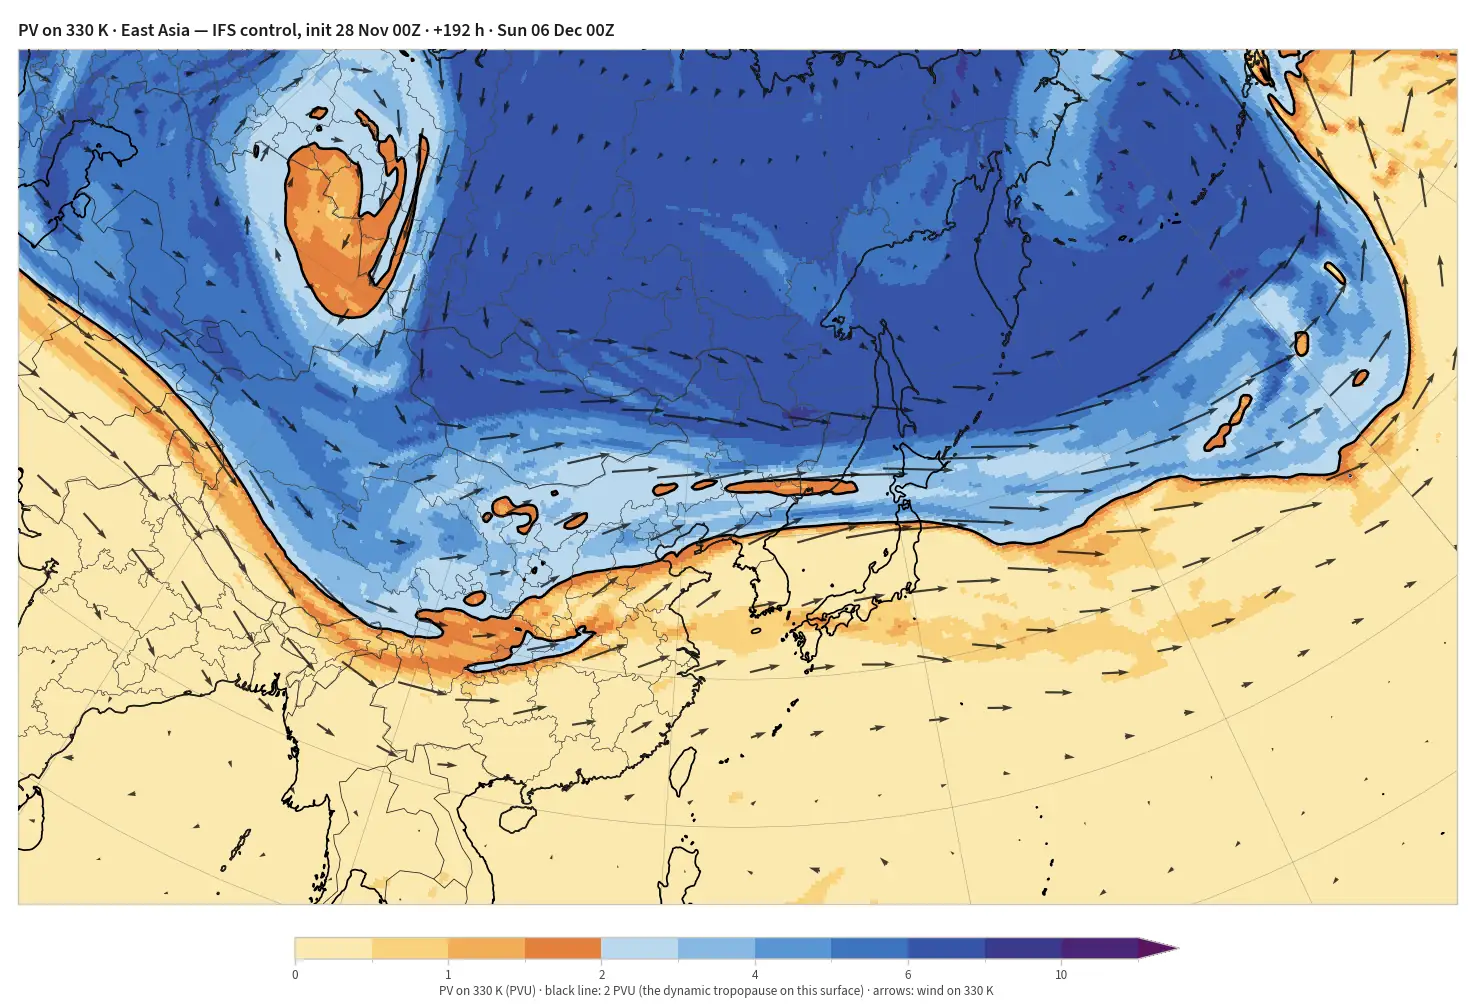 PV on 330 K · East Asia — IFS control, init 28 Nov 00Z · +192 h · Sun 06 Dec 00Z
0 1 2 4 6 10
PV on 330 K (PVU) · black line: 2 PVU (the dynamic tropopause on this surface) · arrows: wind on 330 K